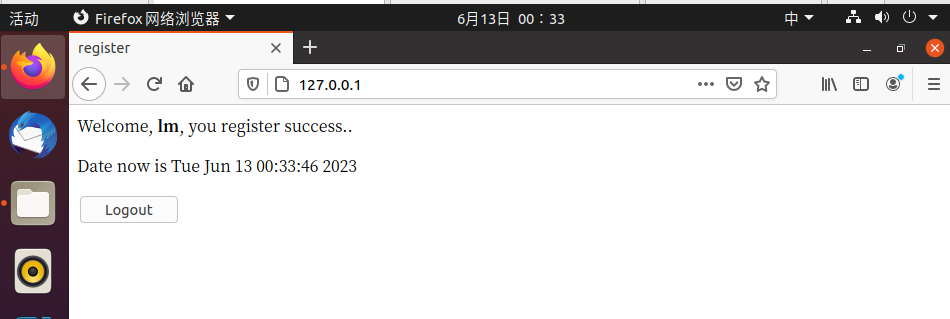 活动 Firefox 网络浏览器 6月13日 00：33 中
register
127.0.0.1
Welcome, lm, you register success..
Date now is Tue Jun 13 00:33:46 2023
Logout